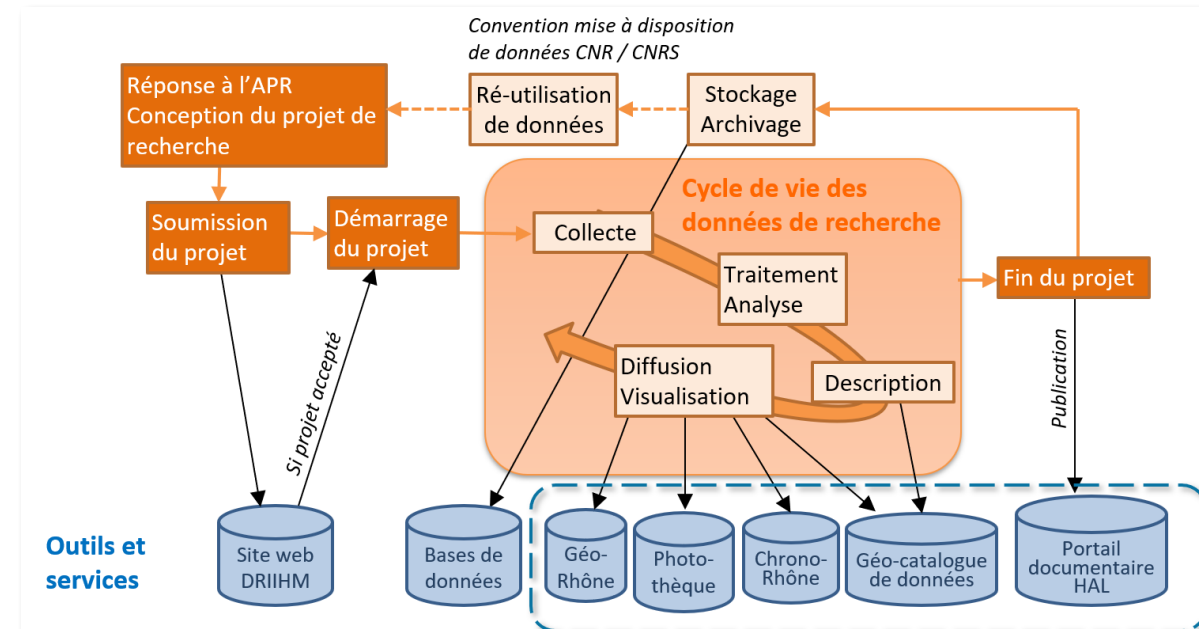 Convention mise à disposition
de données CNR / CNRS
Réponse à l'APR
Conception du projet de
recherche
Ré-utilisation
de données
Stockage
Archivage
Cycle de vie des
données de recherche
Soumission
du projet
Démarrage
du projet
Collecte
Traitement
Analyse
Fin du projet
Diffusion
Visualisation
Description
Si projet accepté
Publication
Outils et
services
Site web
DRIIHM
Bases de
données
Géo-
Rhône
Photo-
thèque
Chrono-
Rhône
Géo-catalogue
de données
Portail
documentaire
HAL